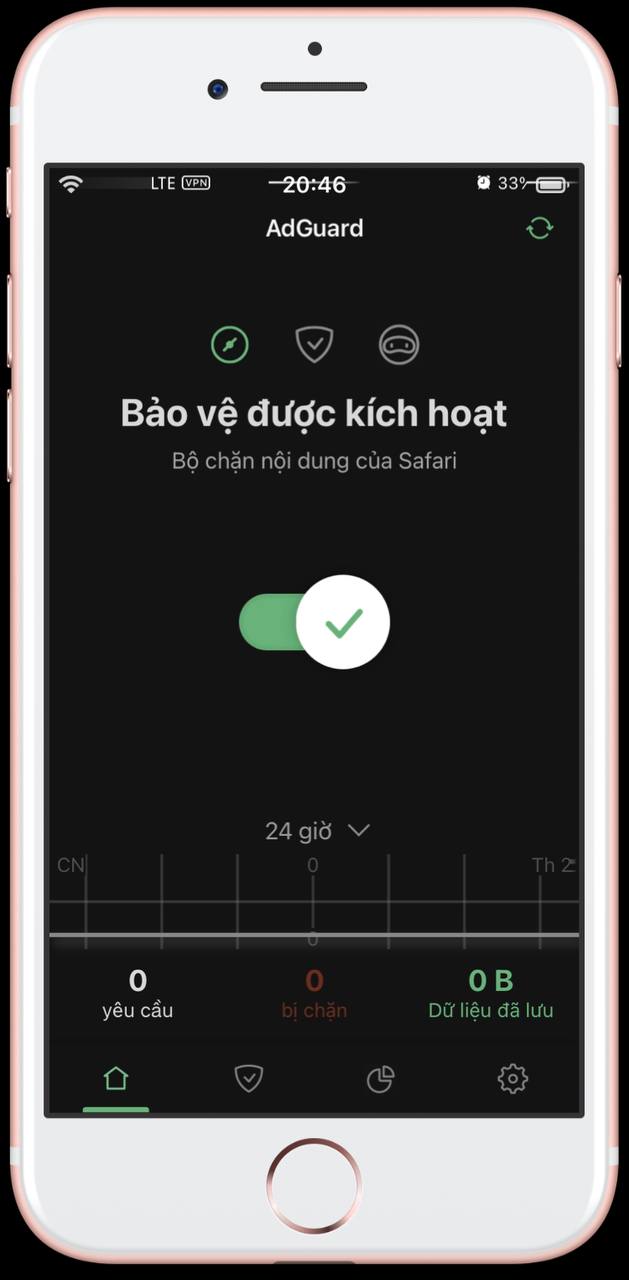 LTE VPN 20:46 33%
AdGuard
Bảo vệ được kích hoạt
Bộ chặn nội dung của Safari
24 giờ
CN 0 Th 2
0
0 0 0 B
yêu cầu bị chặn Dữ liệu đã lưu